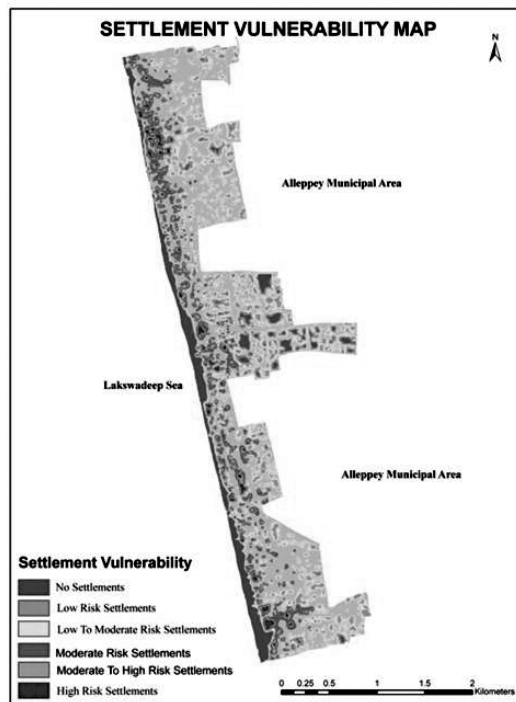 SETTLEMENT VULNERABILITY MAP
N
Alleppey Municipal Area
Lakswadeep Sea
Alleppey Municipal Area
Settlement Vulnerability
No Settlements
Low Risk Settlements
Low To Moderate Risk Settlements
Moderate Risk Settlements
Moderate To High Risk Settlements
High Risk Settlements
0 0.25 0.5 1 1.5 2
Kilometers